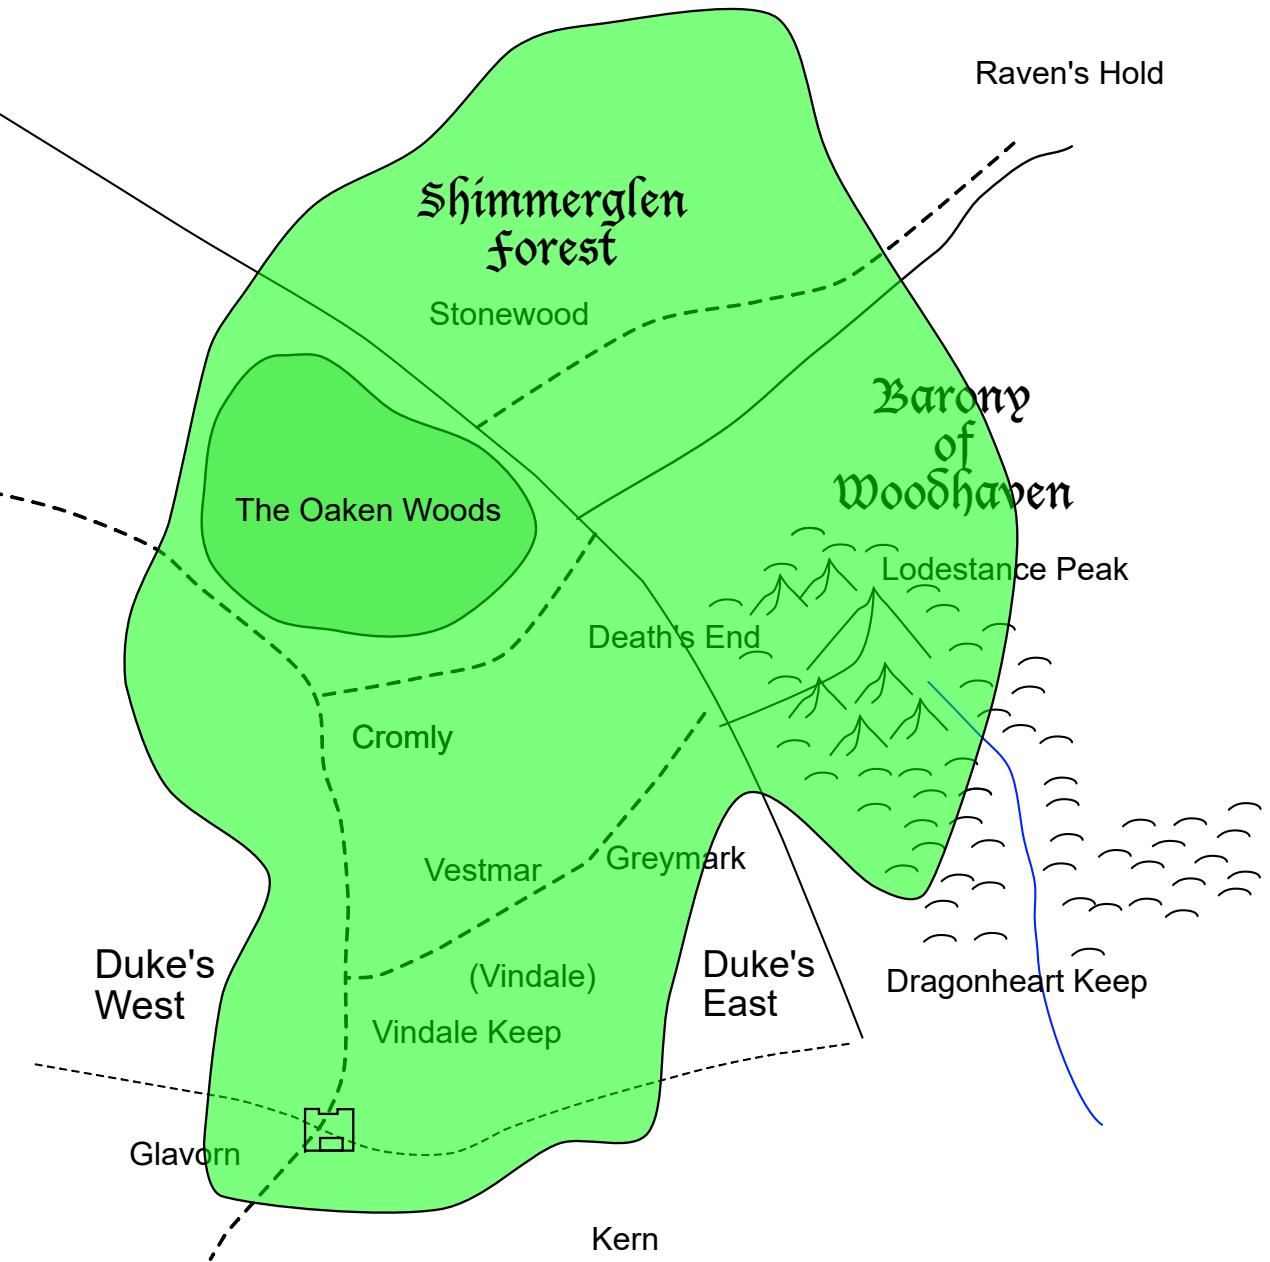 Raven's Hold
Shimmerglen
Forest
Stonewood
Barony
of
Woodhaven
The Oaken Woods
Lodestance Peak
Death's End
Cromly
Vestmar
Greymark
Duke's
West
(Vindale)
Duke's
East
Dragonheart Keep
Vindale Keep
Glavorn
Kern